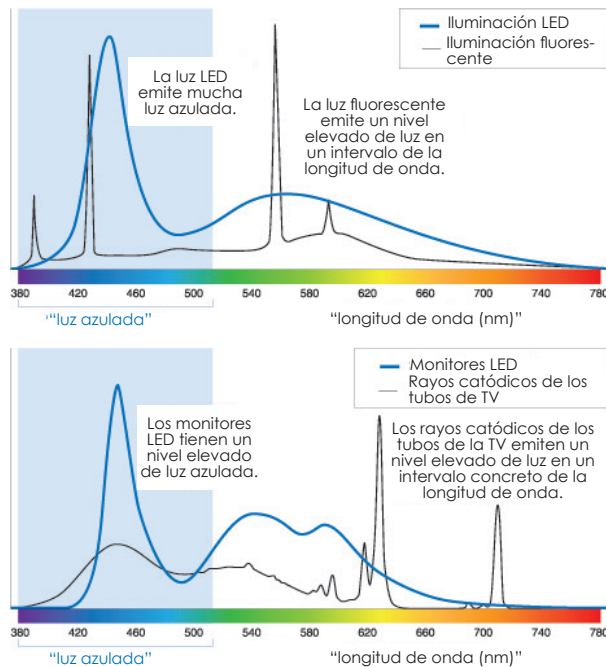 Iluminación LED
Iluminación fluores-
cente
La luz LED
emite mucha
luz azulada.
La luz fluorescente
emite un nivel
elevado de luz en
un intervalo de la
longitud de onda.
380 420 460 500 540 580 620 700 740 780
"luz azulada"
"longitud de onda (nm)"
Monitores LED
Rayos catódicos de los
tubos de TV
Los monitores
LED tienen un
nivel elevado
de luz azulada.
Los rayos catódicos de los
tubos de la TV emiten un
nivel elevado de luz en un
intervalo concreto de la
longitud de onda.
380 420 460 500 540 580 620 700 740 780
"luz azulada"
"longitud de onda (nm)"